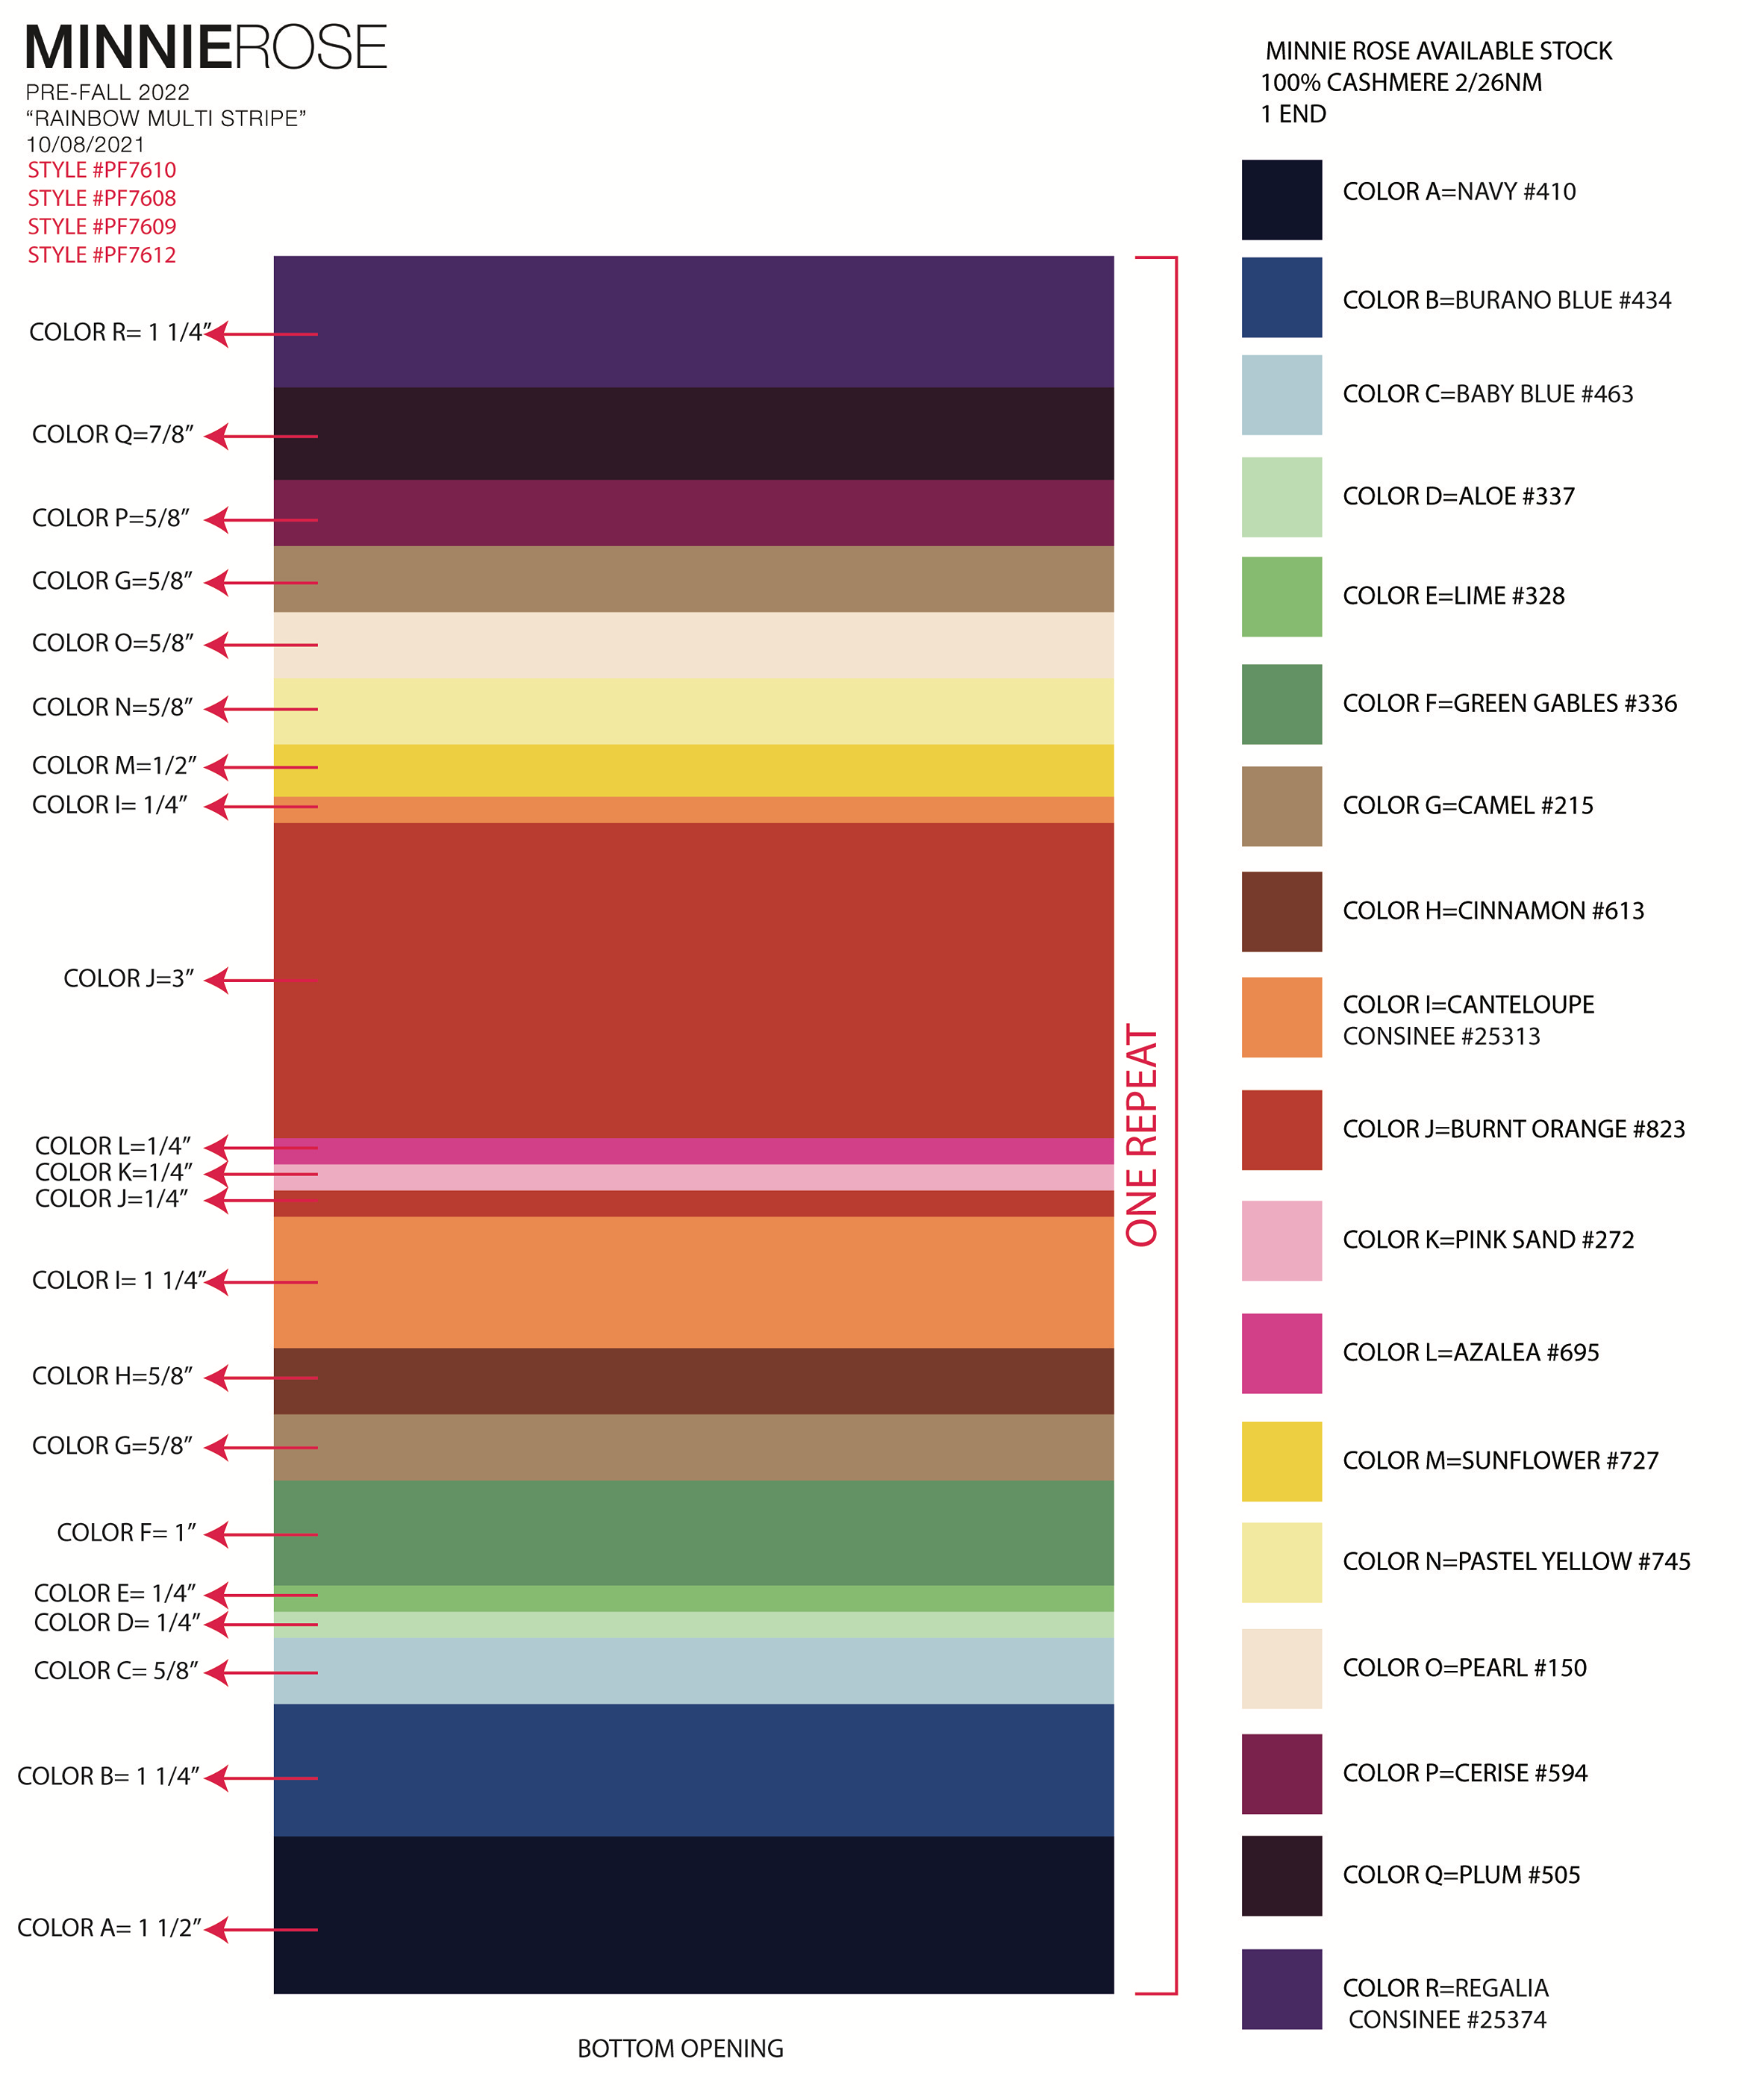 MINNIEROSE
PRE-FALL 2022
“RAINBOW MULTI STRIPE”
10/08/2021
STYLE #PF7610
STYLE #PF7608
STYLE #PF7609
STYLE #PF7612
COLOR R= 1 1/4”
COLOR Q=7/8”
COLOR P=5/8”
COLOR G=5/8”
COLOR O=5/8”
COLOR N=5/8”
COLOR M=1/2”
COLOR I= 1/4”
COLOR J=3”
COLOR L=1/4”
COLOR K=1/4”
COLOR J=1/4”
COLOR I= 1 1/4”
COLOR H=5/8”
COLOR G=5/8”
COLOR F= 1”
COLOR E= 1/4”
COLOR D= 1/4”
COLOR C= 5/8”
COLOR B= 1 1/4”
COLOR A= 1 1/2”
BOTTOM OPENING
ONE REPEAT
MINNIE ROSE AVAILABLE STOCK
100% CASHMERE 2/26NM
1 END
COLOR A=NAVY #410
COLOR B=BURANO BLUE #434
COLOR C=BABY BLUE #463
COLOR D=ALOE #337
COLOR E=LIME #328
COLOR F=GREEN GABLES #336
COLOR G=CAMEL #215
COLOR H=CINNAMON #613
COLOR I=CANTELOUPE
CONSINEE #25313
COLOR J=BURNT ORANGE #823
COLOR K=PINK SAND #272
COLOR L=AZALEA #695
COLOR M=SUNFLOWER #727
COLOR N=PASTEL YELLOW #745
COLOR O=PEARL #150
COLOR P=CERISE #594
COLOR Q=PLUM #505
COLOR R=REGALIA
CONSINEE #25374